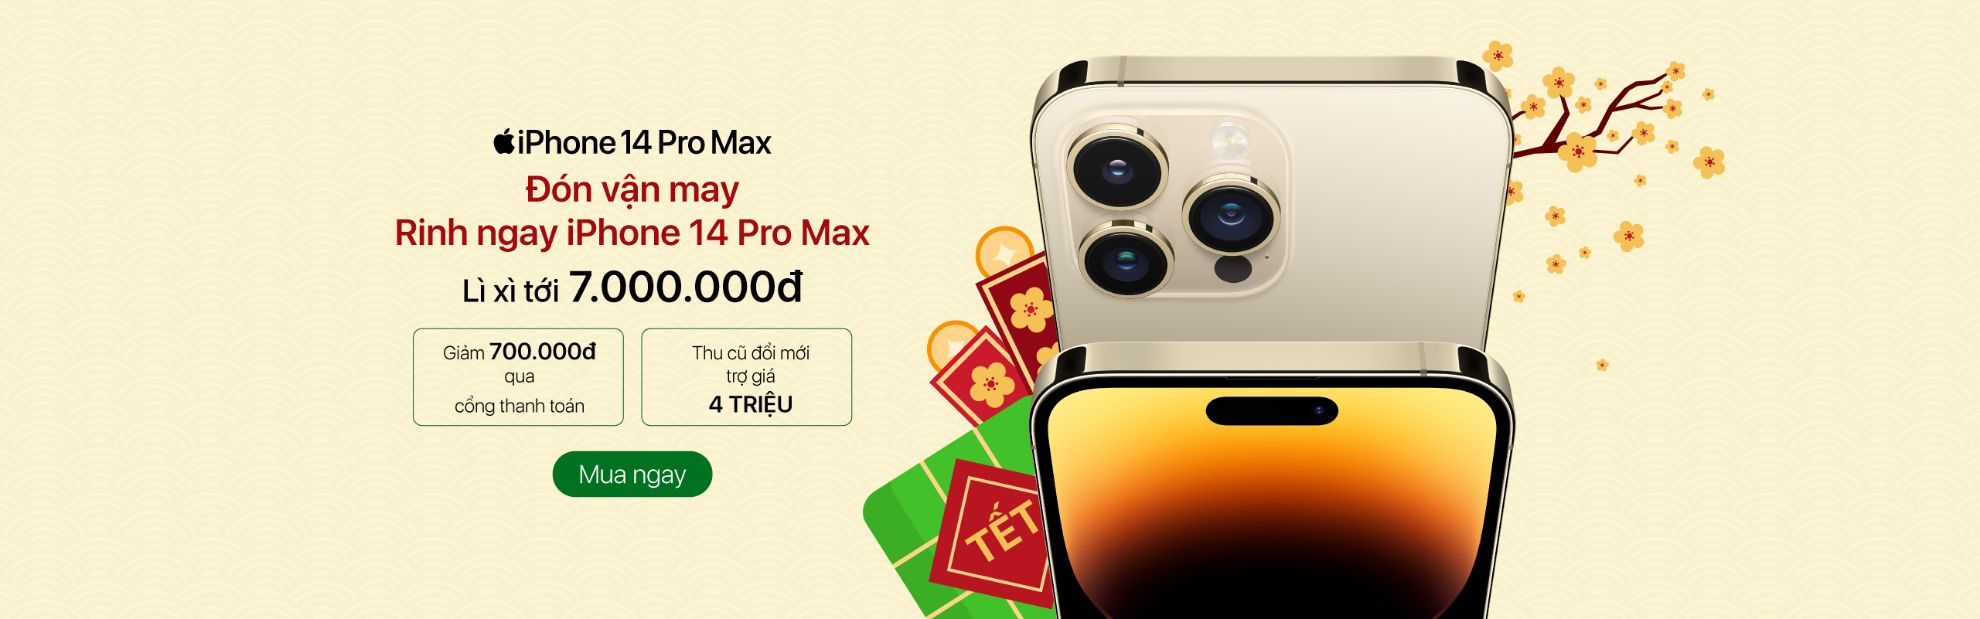 iPhone 14 Pro Max
Đón vận may
Rinh ngay iPhone 14 Pro Max
Lì xì tới 7.000.000đ
Giảm 700.000đ
qua
cổng thanh toán
Thu cũ đổi mới
trợ giá
4 TRIỆU
Mua ngay
TẾT